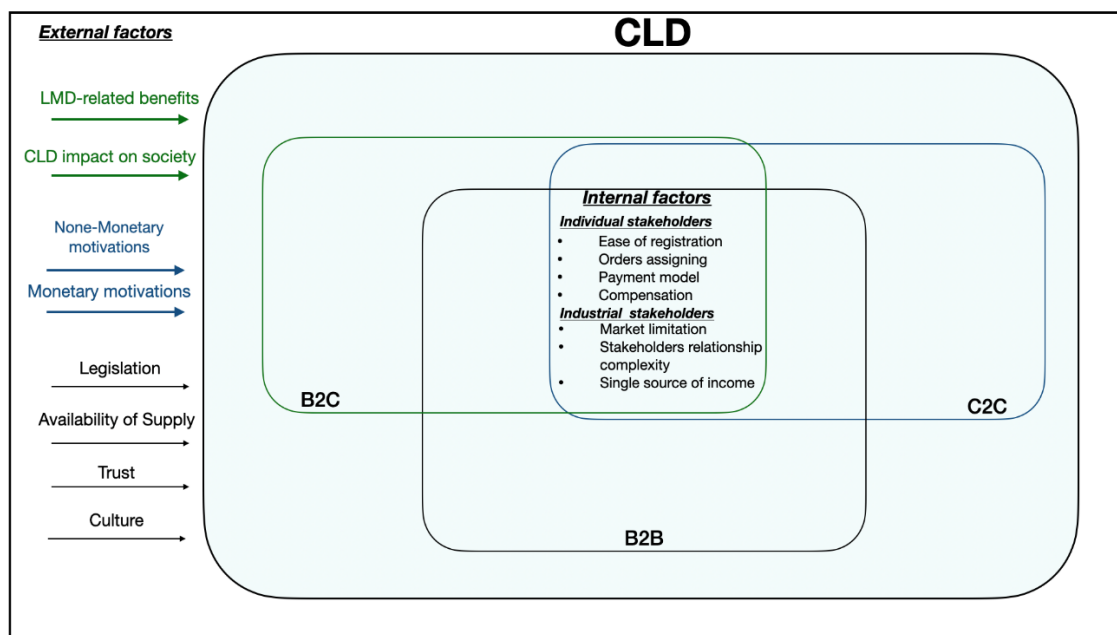 External factors
CLD
LMD-related benefits
CLD impact on society
None-Monetary
motivations
Monetary motivations
Legislation
Availability of Supply
Trust
Culture
Internal factors
Individual stakeholders
• Ease of registration
• Orders assigning
• Payment model
• Compensation
Industrial stakeholders
• Market limitation
• Stakeholders relationship
complexity
• Single source of income
B2C
C2C
B2B